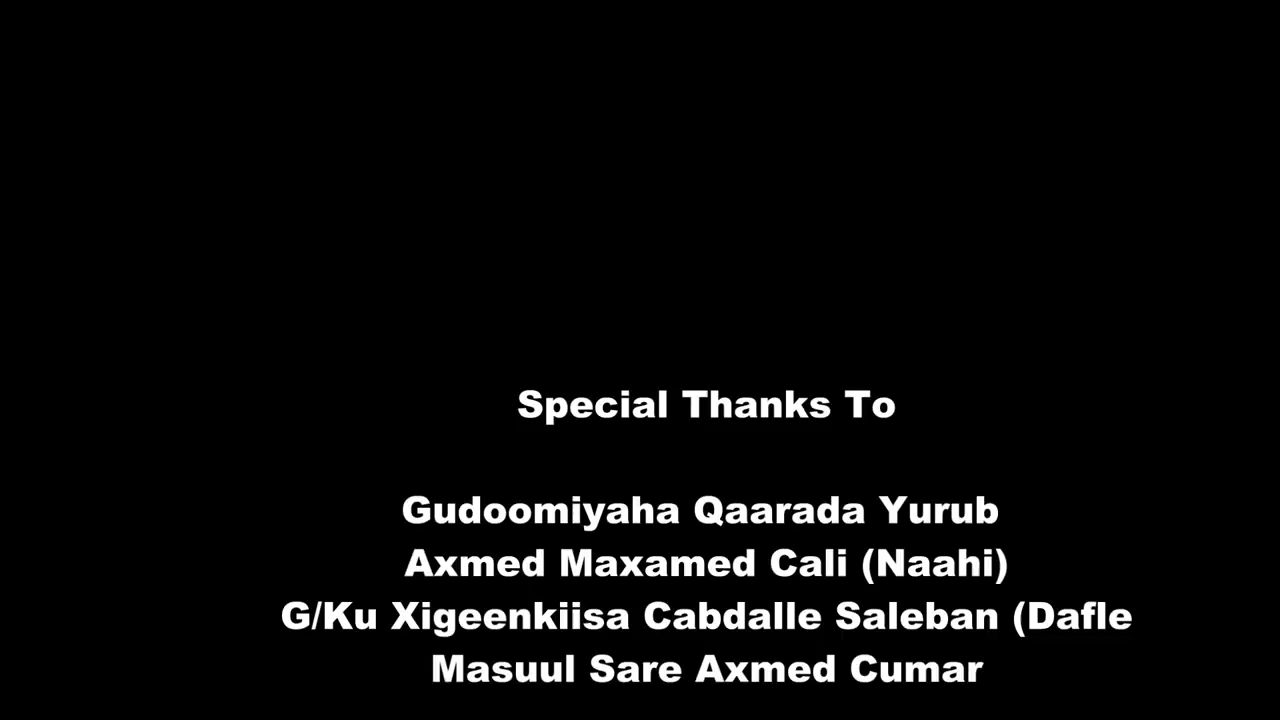 Special Thanks To
Gudoomiyaha Qaarada Yurub
Axmed Maxamed Cali (Naahi)
G/Ku Xigeenkiisa Cabdalle Saleban (Dafle
Masuul Sare Axmed Cumar